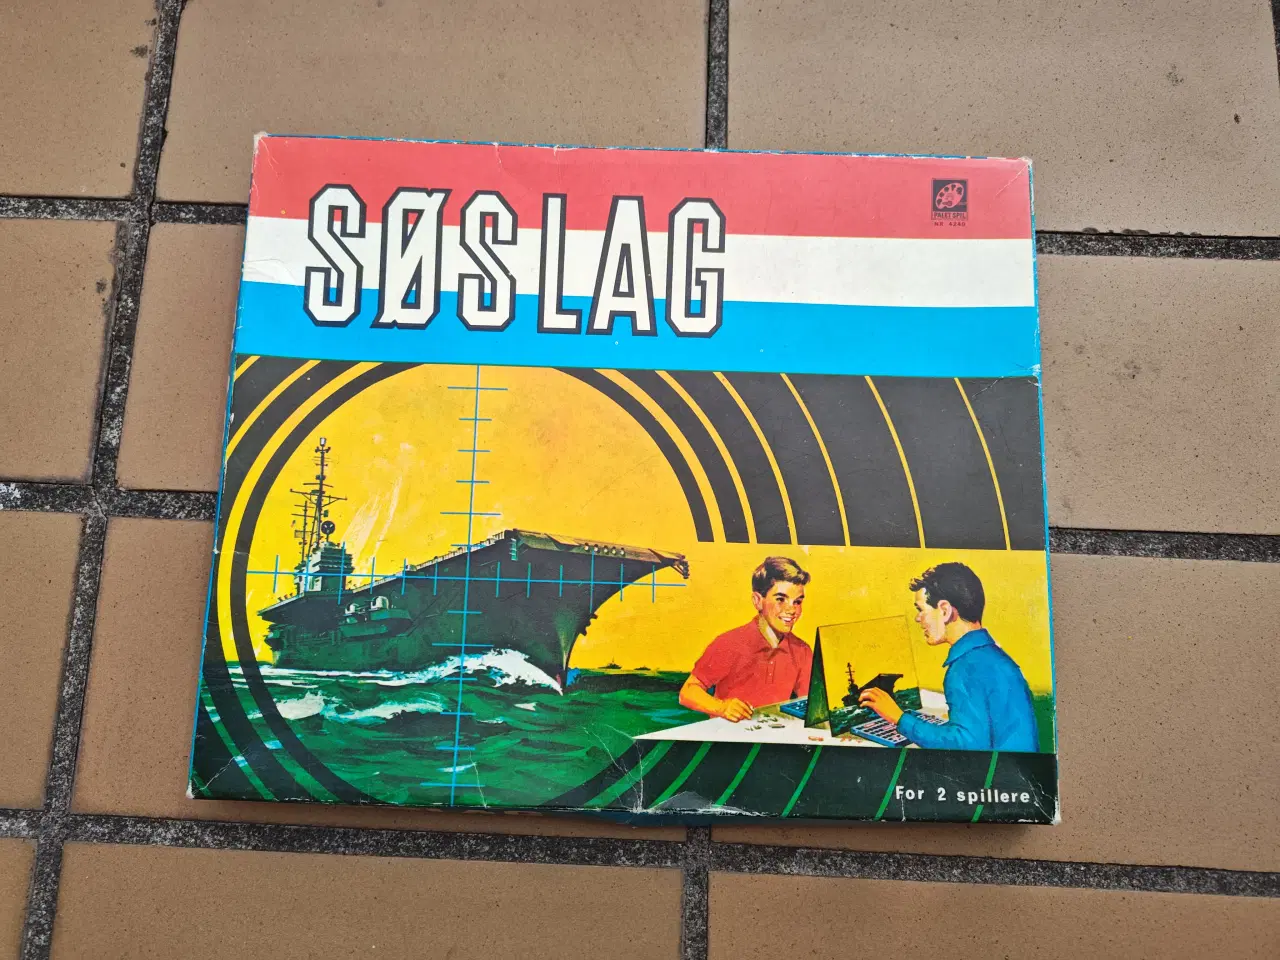 SØSLAG
PALET SPIL
NR 4240
For 2 spillere